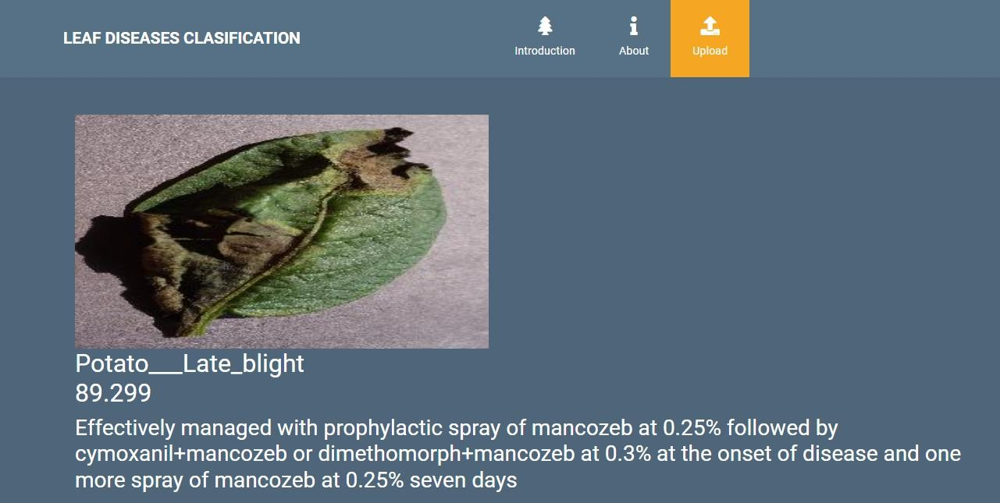 LEAF DISEASES CLASIFICATION
Introduction
About
Upload
Potato___Late_blight
89.299
Effectively managed with prophylactic spray of mancozeb at 0.25% followed by
cymoxanil+mancozeb or dimethomorph+mancozeb at 0.3% at the onset of disease and one
more spray of mancozeb at 0.25% seven days